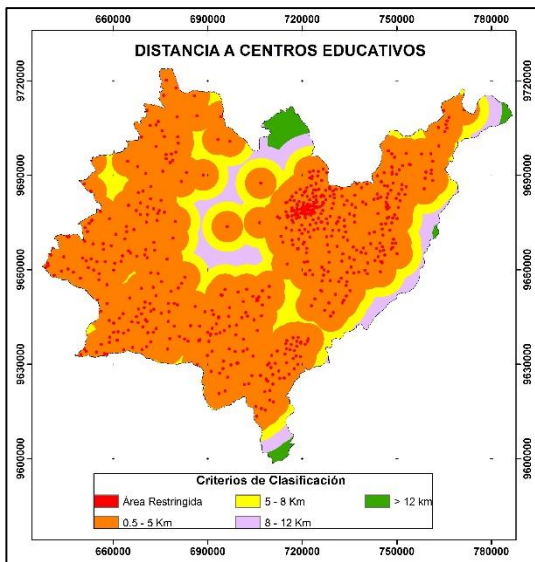 660000 690000 720000 750000 780000
DISTANCIA A CENTROS EDUCATIVOS
9720000 9720000
9690000 9690000
9660000 9660000
9630000 9630000
9600000 9600000
Criterios de Clasificación
Área Restringida 5 - 8 Km > 12 km
0.5 - 5 Km 8 - 12 Km
660000 690000 720000 750000 780000